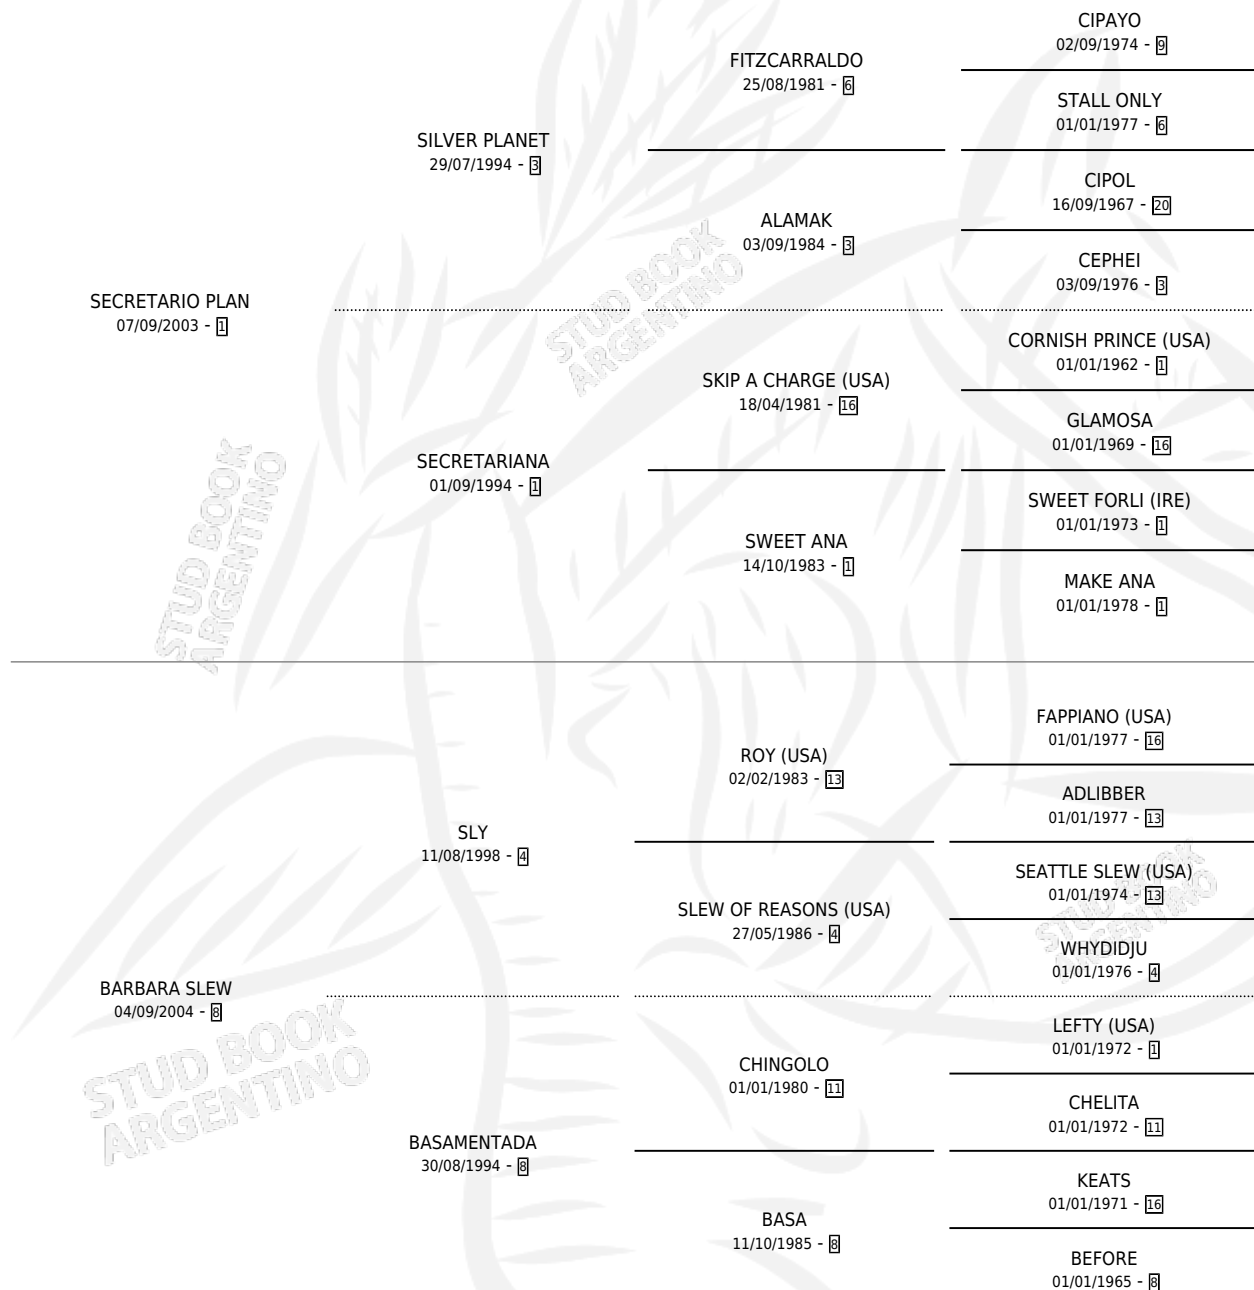 CIPAYO
02/09/1974 - 9
FITZCARRALDO
25/08/1981 - 6
STALL ONLY
01/01/1977 - 6
SILVER PLANET
29/07/1994 - 3
CIPOL
16/09/1967 - 20
ALAMAK
03/09/1984 - 3
CEPHEI
03/09/1976 - 3
SECRETARIO PLAN
07/09/2003 - 1
CORNISH PRINCE (USA)
01/01/1962 - 1
SKIP A CHARGE (USA)
18/04/1981 - 16
GLAMOSA
01/01/1969 - 16
SECRETARIANA
01/09/1994 - 1
SWEET FORLI (IRE)
01/01/1973 - 1
SWEET ANA
14/10/1983 - 1
MAKE ANA
01/01/1978 - 1
FAPPIANO (USA)
01/01/1977 - 16
ROY (USA)
02/02/1983 - 13
ADLIBBER
01/01/1977 - 13
SLY
11/08/1998 - 4
SEATTLE SLEW (USA)
01/01/1974 - 13
SLEW OF REASONS (USA)
27/05/1986 - 4
WHYDIDJU
01/01/1976 - 4
BARBARA SLEW
04/09/2004 - 8
LEFTY (USA)
01/01/1972 - 1
CHINGOLO
01/01/1980 - 11
CHELITA
01/01/1972 - 11
BASAMENTADA
30/08/1994 - 8
KEATS
01/01/1971 - 16
BASA
11/10/1985 - 8
BEFORE
01/01/1965 - 8
STUD BOOK
ARGENTINO
STUD BOOK
ARGENTINO
STUD BOOK
ARGENTINO
STUD BOOK
ARGENTINO